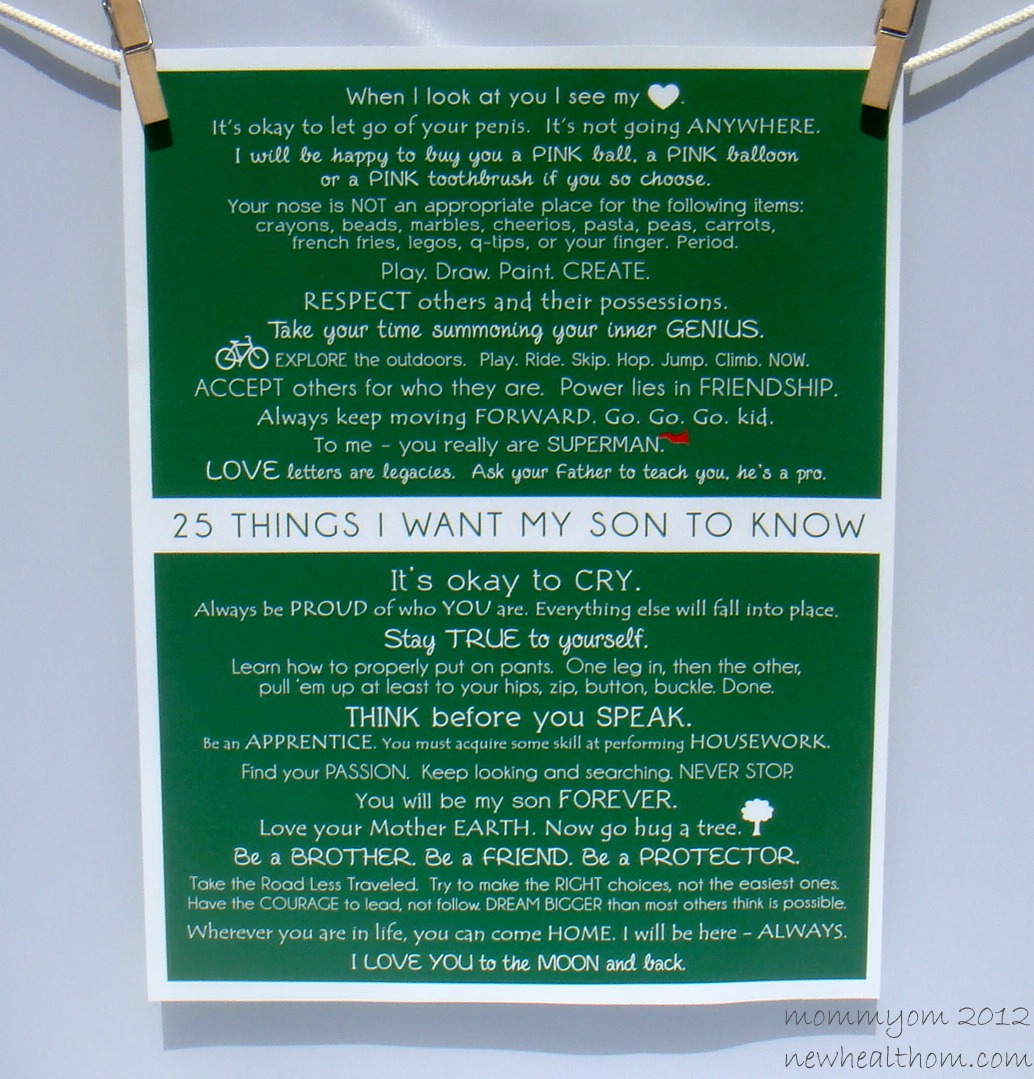 When I look at you I see my .
It's okay to let go of your penis. It's not going ANYWHERE.
I will be happy to buy you a PINK ball, a PINK balloon
or a PINK toothbrush if you so choose.
Your nose is NOT an appropriate place for the following items:
crayons, beads, marbles, cheerios, pasta, peas, carrots,
french fries, legos, q-tips, or your finger. Period.
Play. Draw. Paint. CREATE.
RESPECT others and their possessions.
Take your time summoning your inner GENIUS.
EXPLORE the outdoors. Play. Ride. Skip. Hop. Jump. Climb. NOW.
ACCEPT others for who they are. Power lies in FRIENDSHIP.
Always keep moving FORWARD. Go. Go. Go. kid.
To me - you really are SUPERMAN.
LOVE letters are legacies. Ask your Father to teach you, he's a pro.
25 THINGS I WANT MY SON TO KNOW
It's okay to CRY.
Always be PROUD of who YOU are. Everything else will fall into place.
Stay TRUE to yourself.
Learn how to properly put on pants. One leg in, then the other,
pull 'em up at least to your hips, zip, button, buckle. Done.
THINK before you SPEAK.
Be an APPRENTICE. You must acquire some skill at performing HOUSEWORK.
Find your PASSION. Keep looking and searching. NEVER STOP.
You will be my son FOREVER.
Love your Mother EARTH. Now go hug a tree.
Be a BROTHER. Be a FRIEND. Be a PROTECTOR.
Take the Road Less Traveled. Try to make the RIGHT choices, not the easiest ones.
Have the COURAGE to lead, not follow. DREAM BIGGER than most others think is possible.
Wherever you are in life, you can come HOME. I will be here - ALWAYS.
I LOVE YOU to the MOON and back.
mommyom 2012
newhealthom.com